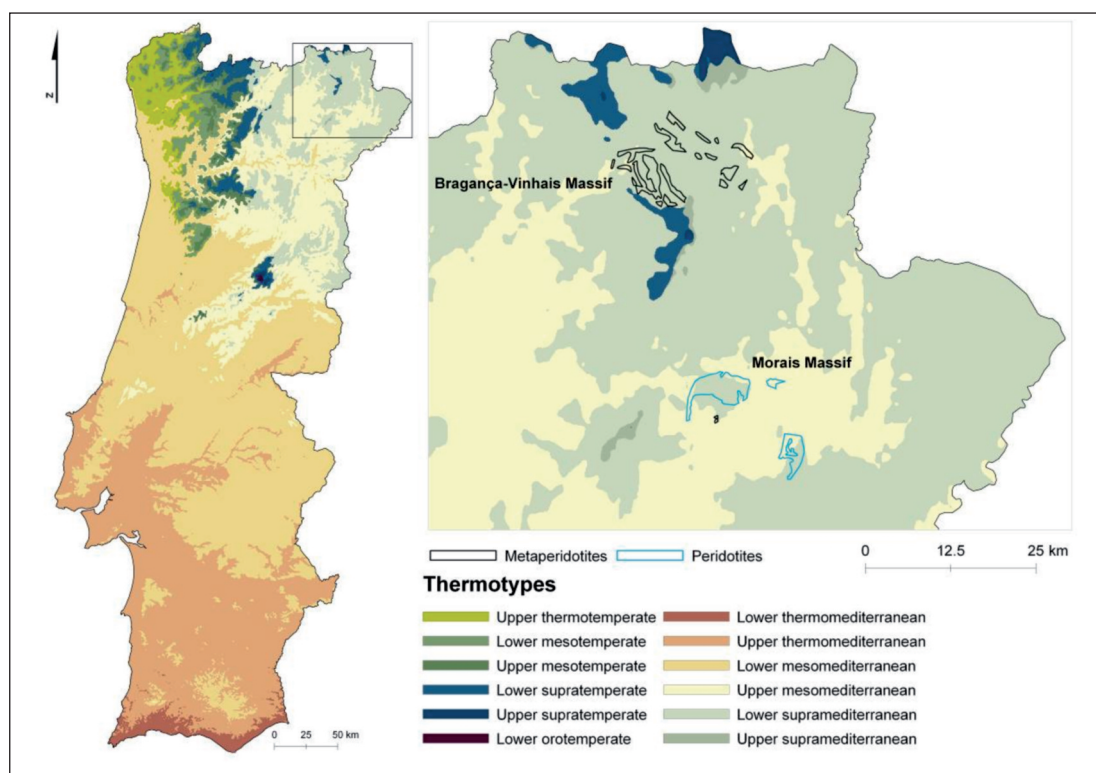 N
Bragança-Vinhais Massif
Morais Massif
Metaperidotites
Peridotites
0 12.5 25 km
Thermotypes
Upper thermotemperate
Lower mesotemperate
Upper mesotemperate
Lower supratemperate
Upper supratemperate
Lower orotemperate
Lower thermomediterranean
Upper thermomediterranean
Lower mesomediterranean
Upper mesomediterranean
Lower supramediterranean
Upper supramediterranean
0 25 50 km